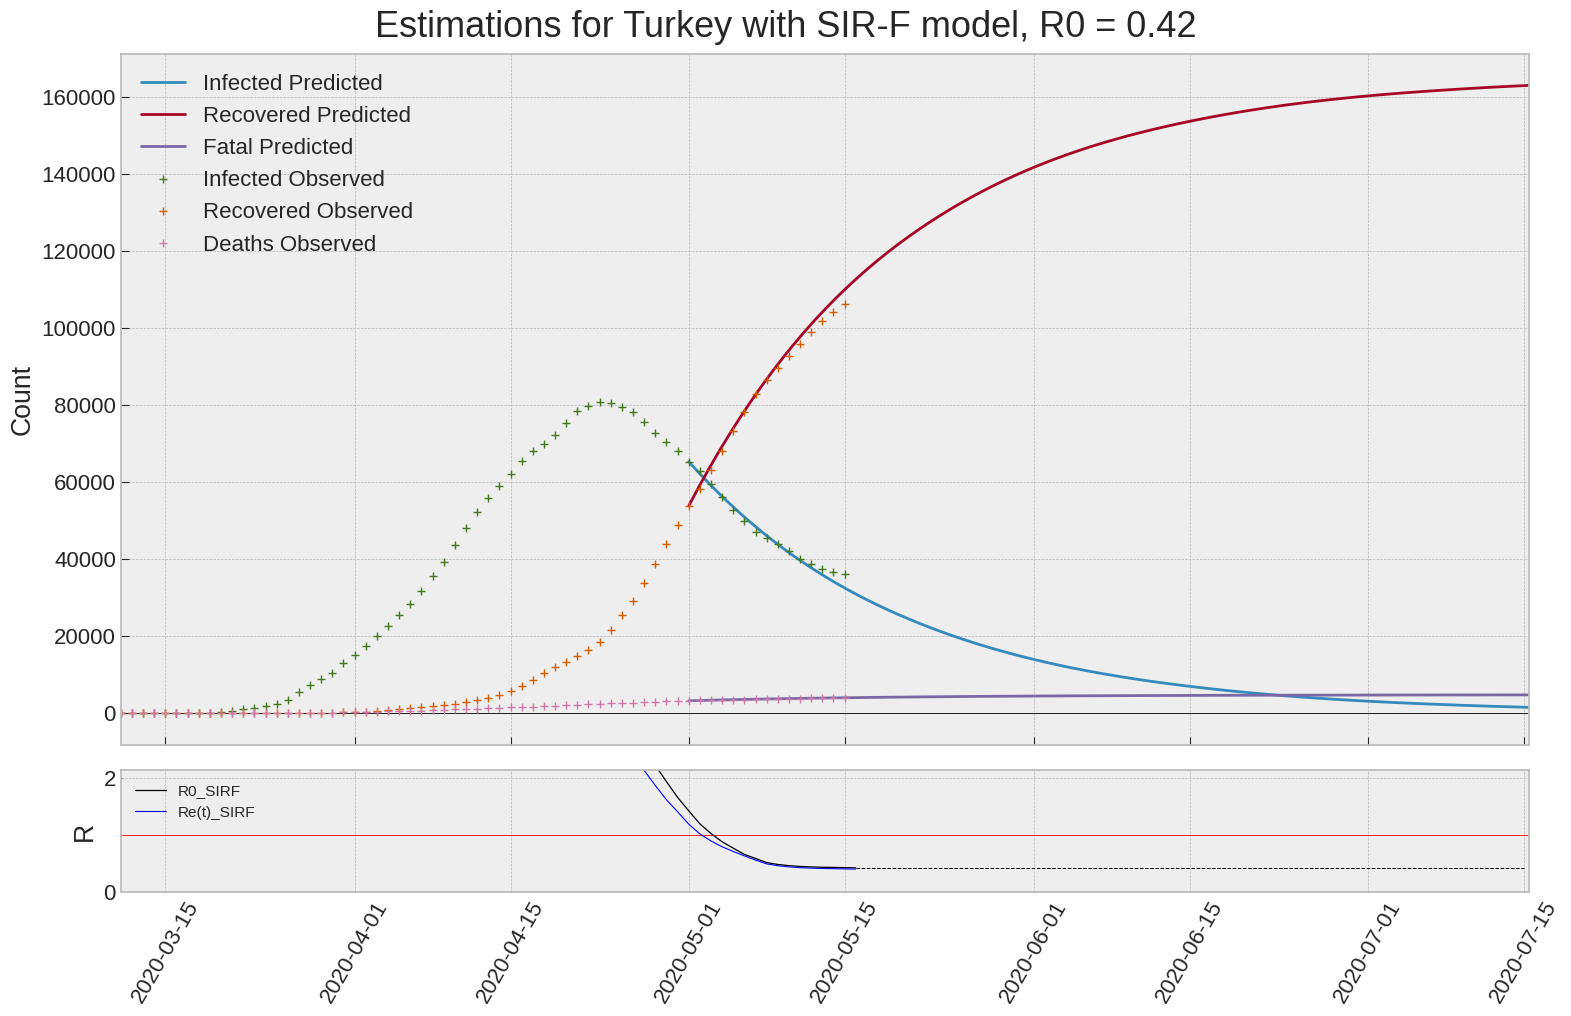 Estimations for Turkey with SIR-F model, R0 = 0.42
Infected Predicted
Recovered Predicted
Fatal Predicted
Infected Observed
Recovered Observed
Deaths Observed
160000
140000
120000
100000
80000
60000
40000
20000
0
Count
R0_SIRF
Re(t)_SIRF
2
0
R
2020-03-15
2020-04-01
2020-04-15
2020-05-01
2020-05-15
2020-06-01
2020-06-15
2020-07-01
2020-07-15